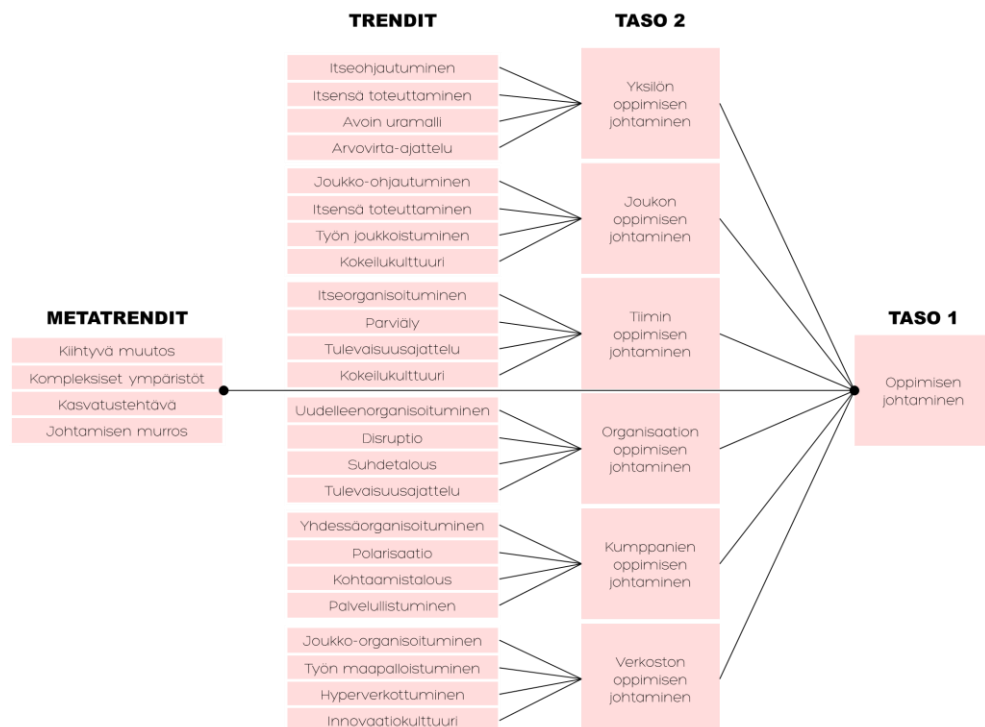 TRENDIT
TASO 2
Itseohjautuminen
Itsensä toteuttaminen
Avoin uramalli
Arvovirta-ajattelu
Yksilön
oppimisen
johtaminen
Joukko-ohjautuminen
Itsensä toteuttaminen
Työn joukkoistuminen
Kokeilukulttuuri
Joukon
oppimisen
johtaminen
Itseorganisoituminen
Parviäly
Tulevaisuusajattelu
Kokeilukulttuuri
Tiimin
oppimisen
johtaminen
METATRENDIT
Kiihtyvä muutos
Kompleksiset ympäristöt
Kasvatustehtävä
Johtamisen murros
TASO 1
Oppimisen
johtaminen
Uudelleenorganisoituminen
Disruptio
Suhdetalous
Tulevaisuusajattelu
Organisaation
oppimisen
johtaminen
Yhdessäorganisoituminen
Polarisaatio
Kohtaamistalous
Palvelullistuminen
Kumppanien
oppimisen
johtaminen
Joukko-organisoituminen
Työn maapalloistuminen
Hyperverkottuminen
Innovaatiokulttuuri
Verkoston
oppimisen
johtaminen